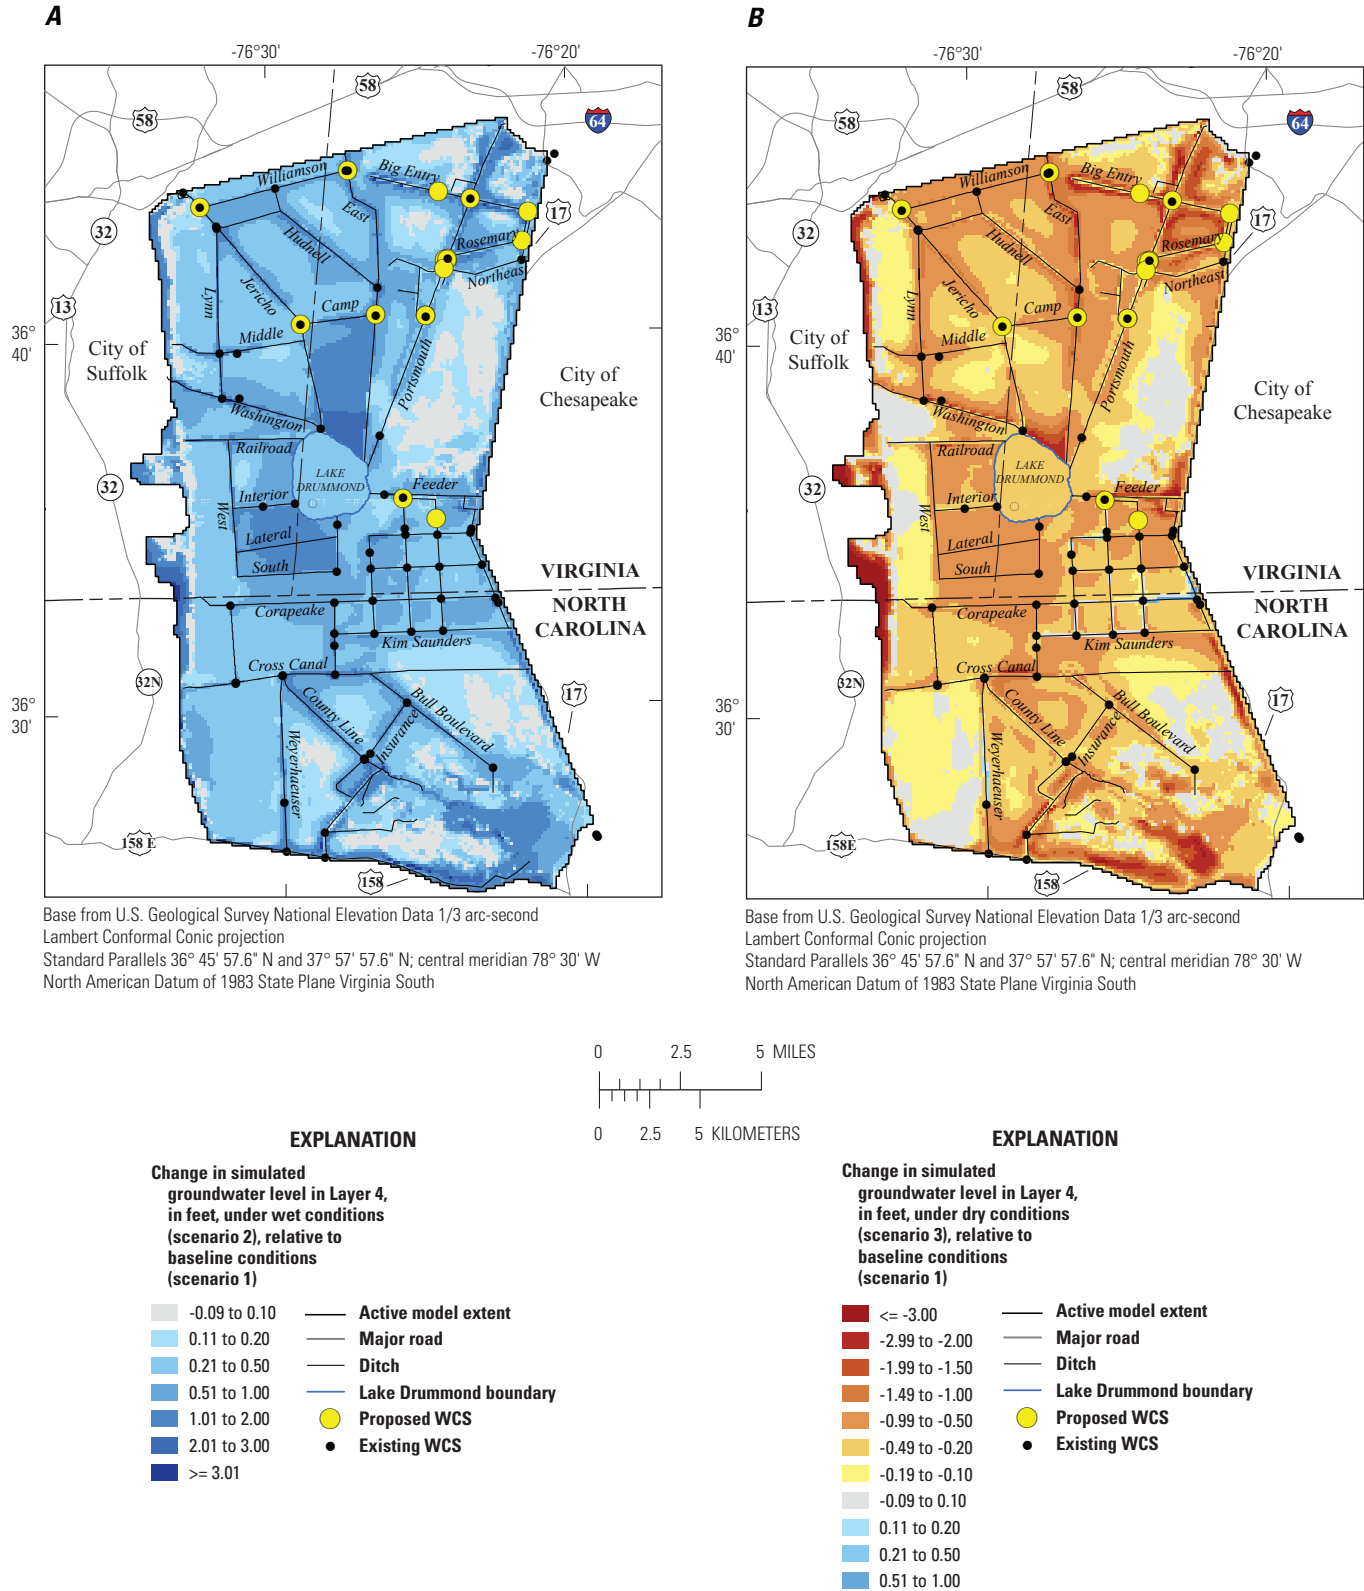 A
-76°30'
-76°20'
58
58
64
Williamson
Big Entry
East
32
17
Hudnell
Rosemary
Northeast
Jericho
Lynn
Camp
13
36°
40'
Middle
City of
Suffolk
Portsmouth
City of
Chesapeake
Washington
Railroad
LAKE
DRUMMOND
32
Interior
Feeder
West
Lateral
South
VIRGINIA
NORTH
CAROLINA
Corapeake
Kim Saunders
Cross Canal
32N
17
County Line
Bull Boulevard
36°
30'
Insurance
Weyerhaeuser
158 E
158
Base from U.S. Geological Survey National Elevation Data 1/3 arc-second
Lambert Conformal Conic projection
Standard Parallels 36° 45' 57.6" N and 37° 57' 57.6" N; central meridian 78° 30' W
North American Datum of 1983 State Plane Virginia South
B
-76°30'
-76°20'
58
58
64
Williamson
Big Entry
East
32
17
Hudnell
Rosemary
Northeast
Jericho
Lynn
Camp
13
36°
40'
Middle
City of
Suffolk
Portsmouth
City of
Chesapeake
Washington
Railroad
LAKE
DRUMMOND
32
Interior
Feeder
West
Lateral
South
VIRGINIA
NORTH
CAROLINA
Corapeake
Kim Saunders
Cross Canal
32N
17
County Line
Bull Boulevard
36°
30'
Insurance
Weyerhaeuser
158E
158
Base from U.S. Geological Survey National Elevation Data 1/3 arc-second
Lambert Conformal Conic projection
Standard Parallels 36° 45' 57.6" N and 37° 57' 57.6" N; central meridian 78° 30' W
North American Datum of 1983 State Plane Virginia South
0 2.5 5 MILES
0 2.5 5 KILOMETERS
EXPLANATION
Change in simulated
groundwater level in Layer 4,
in feet, under wet conditions
(scenario 2), relative to
baseline conditions
(scenario 1)
-0.09 to 0.10
0.11 to 0.20
0.21 to 0.50
0.51 to 1.00
1.01 to 2.00
2.01 to 3.00
>= 3.01
Active model extent
Major road
Ditch
Lake Drummond boundary
Proposed WCS
Existing WCS
EXPLANATION
Change in simulated
groundwater level in Layer 4,
in feet, under dry conditions
(scenario 3), relative to
baseline conditions
(scenario 1)
<= -3.00
-2.99 to -2.00
-1.99 to -1.50
-1.49 to -1.00
-0.99 to -0.50
-0.49 to -0.20
-0.19 to -0.10
-0.09 to 0.10
0.11 to 0.20
0.21 to 0.50
0.51 to 1.00
Active model extent
Major road
Ditch
Lake Drummond boundary
Proposed WCS
Existing WCS